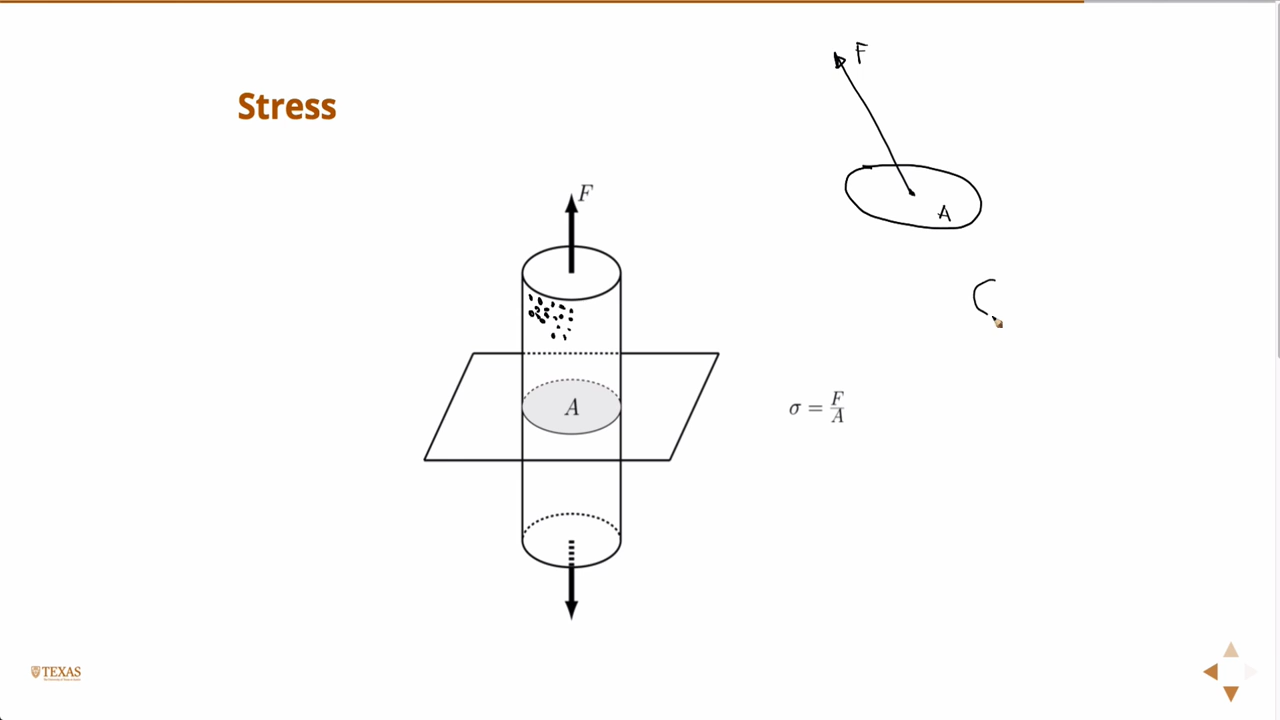 Stress
F
A
F
A
σ = F/A
TEXAS